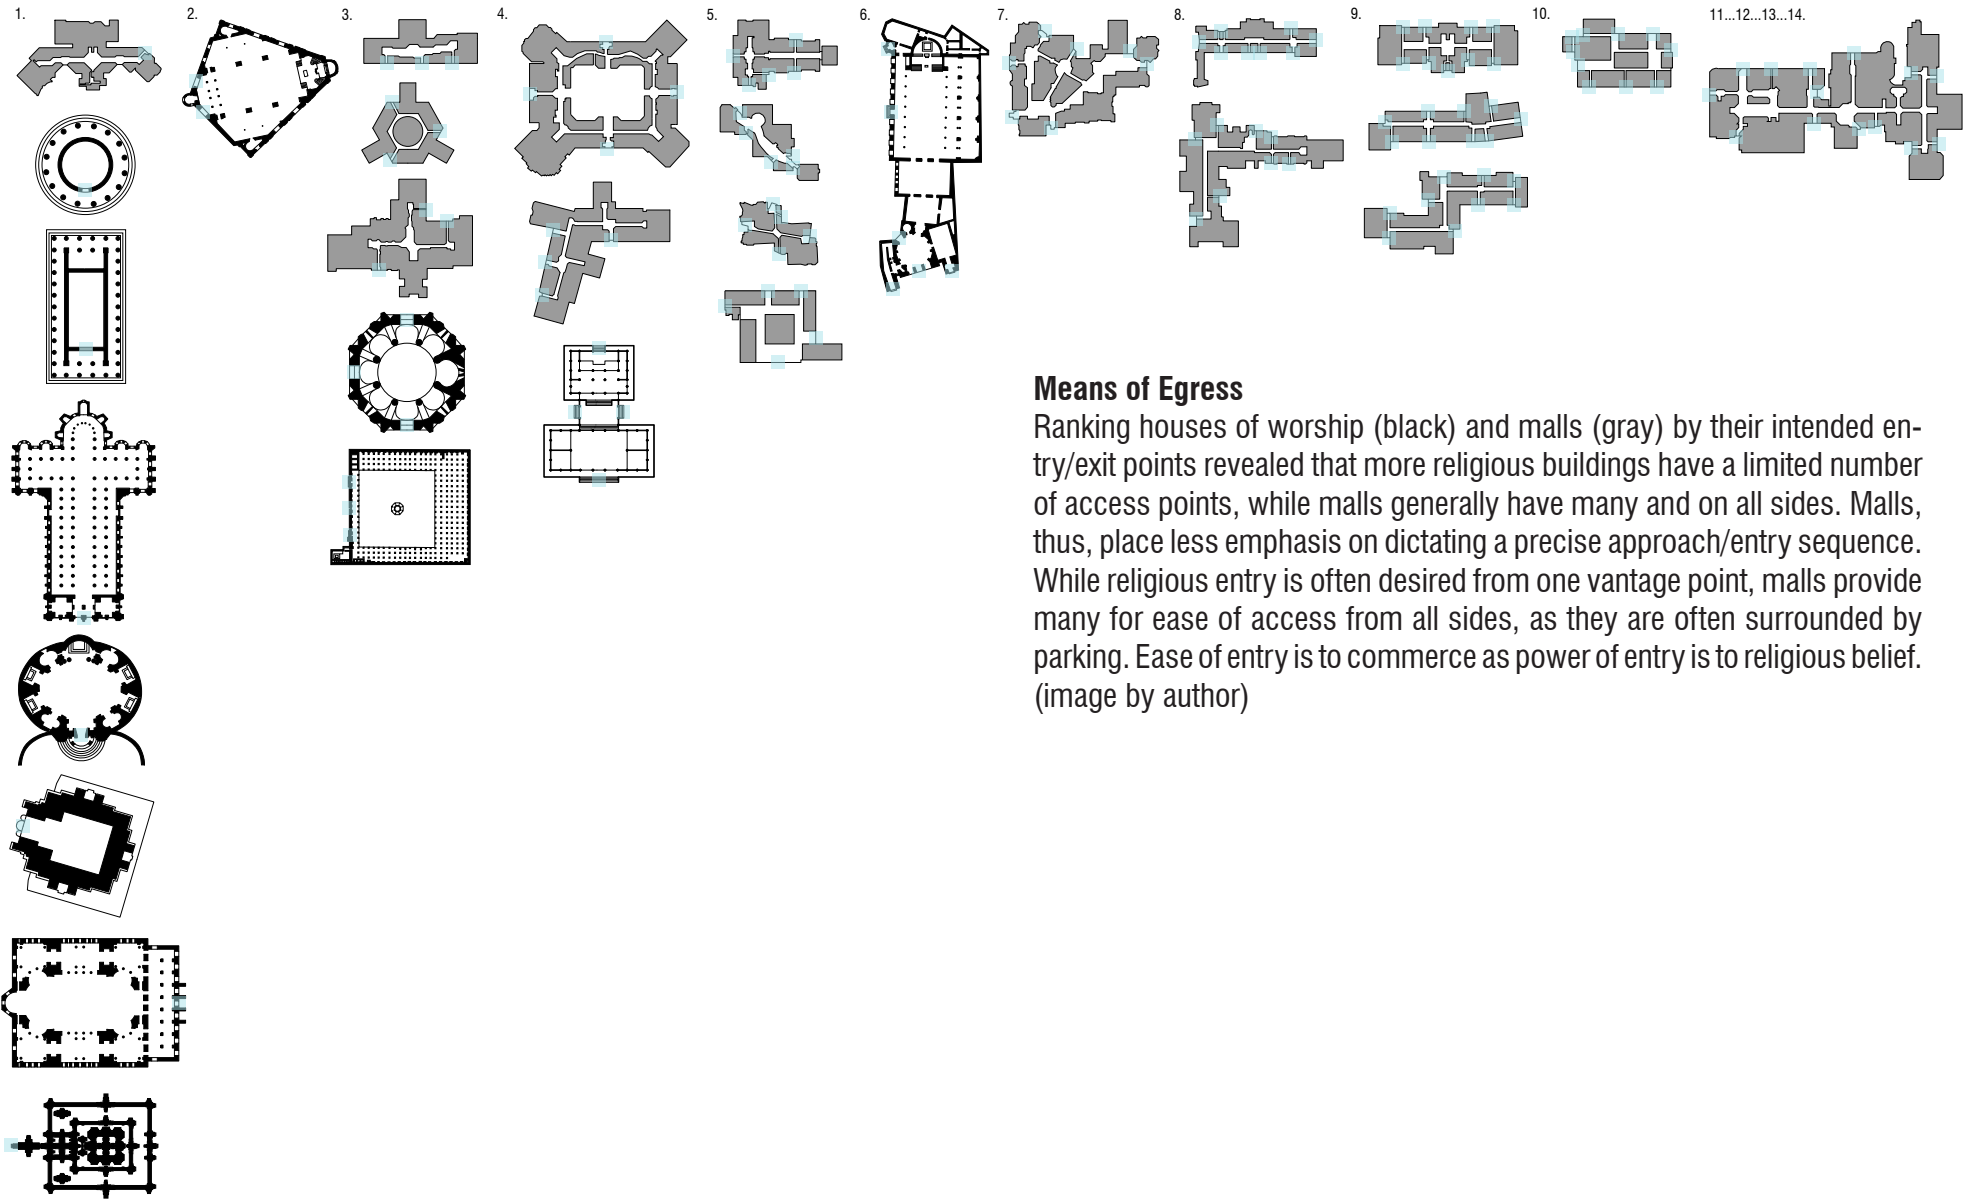 1. 2. 3. 4. 5. 6. 7. 8. 9. 10. 11...12...13...14.
Means of Egress
Ranking houses of worship (black) and malls (gray) by their intended en-
try/exit points revealed that more religious buildings have a limited number
of access points, while malls generally have many and on all sides. Malls,
thus, place less emphasis on dictating a precise approach/entry sequence.
While religious entry is often desired from one vantage point, malls provide
many for ease of access from all sides, as they are often surrounded by
parking. Ease of entry is to commerce as power of entry is to religious belief.
(image by author)